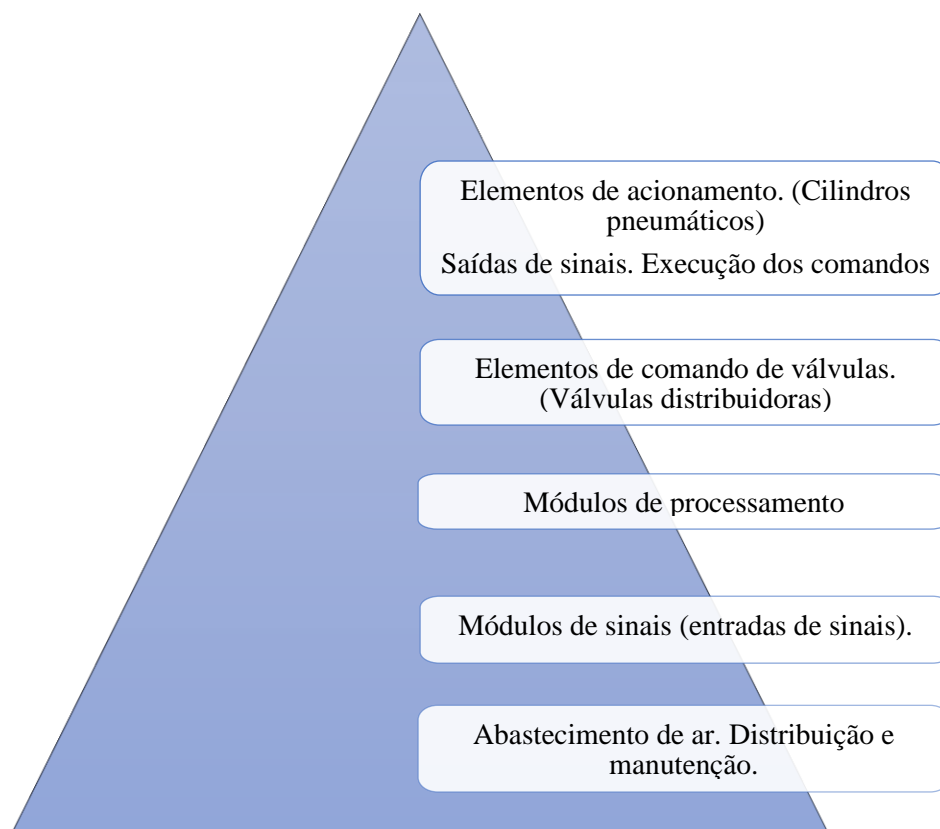 Elementos de acionamento. (Cilindros
pneumáticos)
Saídas de sinais. Execução dos comandos
Elementos de comando de válvulas.
(Válvulas distribuidoras)
Módulos de processamento
Módulos de sinais (entradas de sinais).
Abastecimento de ar. Distribuição e
manutenção.